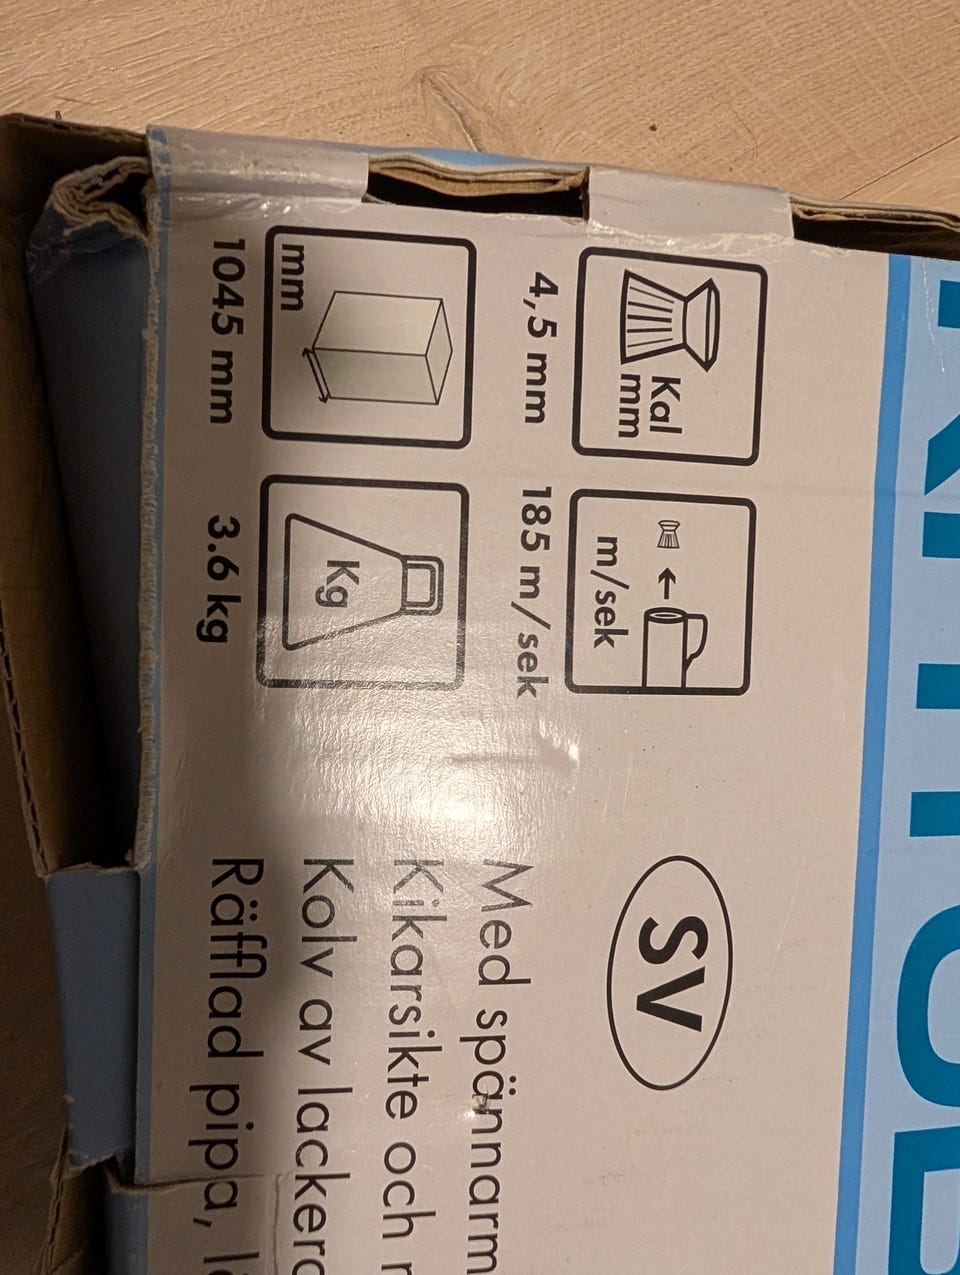 Kal
mm
4,5 mm
m/sek
185 m/sek
mm
1045 mm
Kg
3.6 kg
SV
Med spännarm
Kikarsikte och
Kolv av
Räfflad pipa,